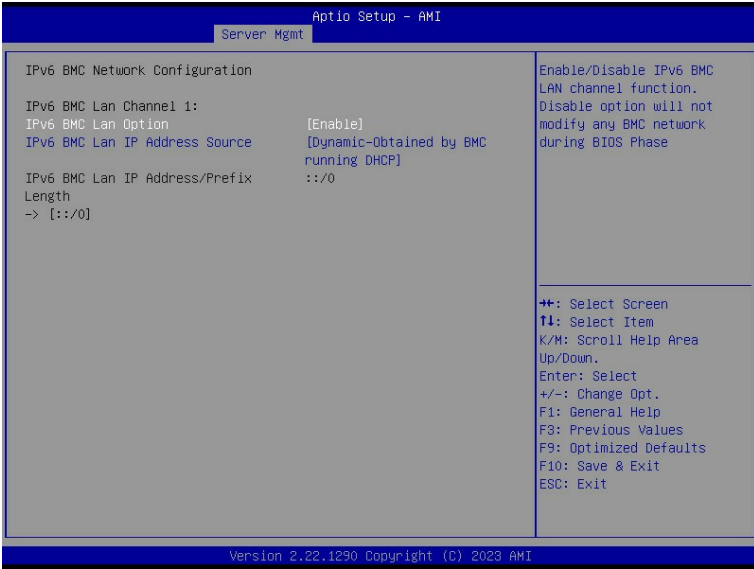 Aptio Setup - AMI
Server Mgmt
IPv6 BMC Network Configuration
IPv6 BMC Lan Channel 1:
IPv6 BMC Lan Option [Enable]
IPv6 BMC Lan IP Address Source [Dynamic-Obtained by BMC
running DHCP]
IPv6 BMC Lan IP Address/Prefix ::/0
Length
-> [::/0]
Enable/Disable IPv6 BMC
LAN channel function.
Disable option will not
modify any BMC network
during BIOS Phase
→←: Select Screen
↑↓: Select Item
K/M: Scroll Help Area
Up/Down.
Enter: Select
+/-: Change Opt.
F1: General Help
F3: Previous Values
F9: Optimized Defaults
F10: Save & Exit
ESC: Exit
Version 2.22.1290 Copyright (C) 2023 AMI